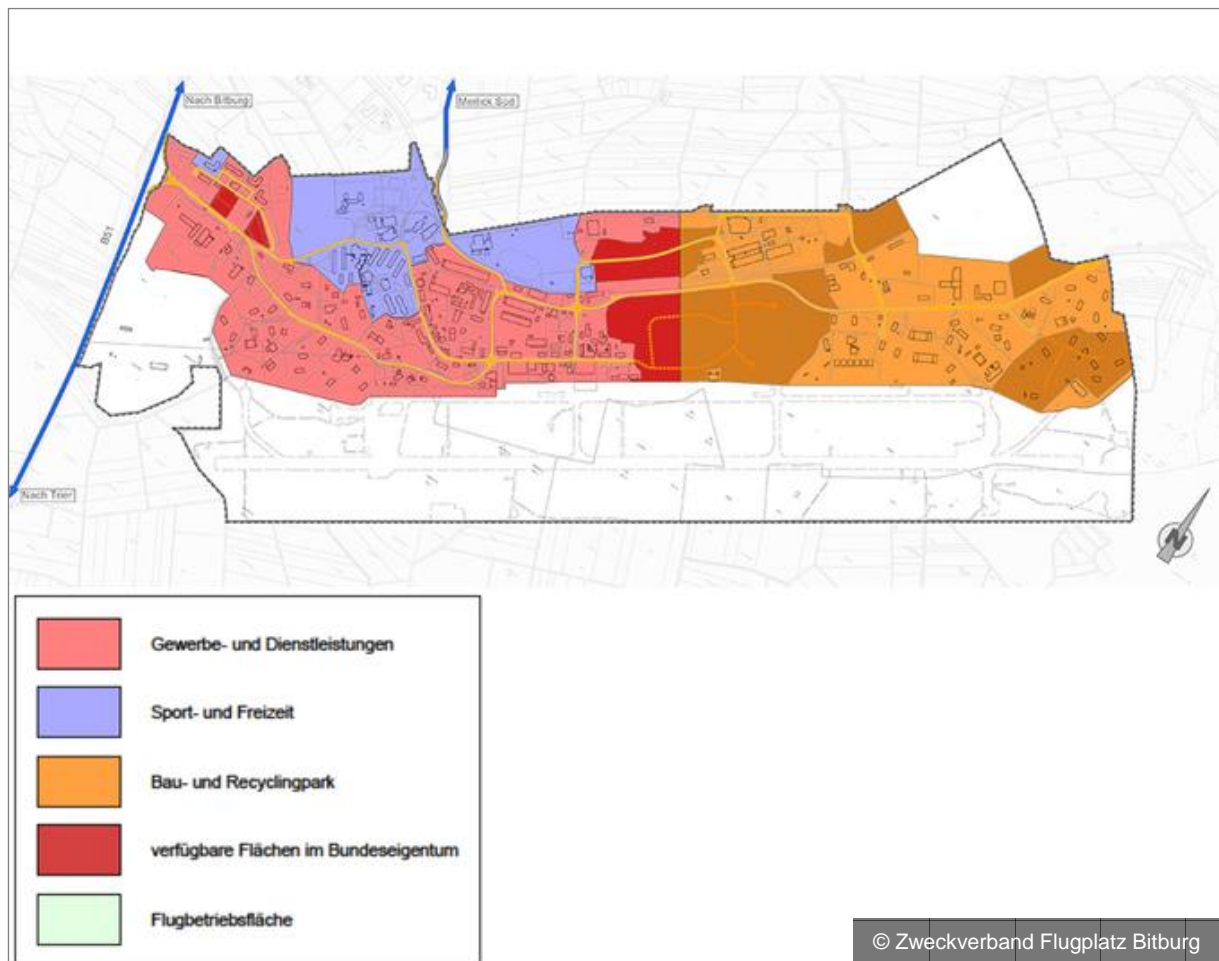 Nach Bitburg
Mötsch Süd
B51
Nach Trier
N
Gewerbe- und Dienstleistungen
Sport- und Freizeit
Bau- und Recyclingpark
verfügbare Flächen im Bundeseigentum
Flugbetriebsfläche
© Zweckverband Flugplatz Bitburg